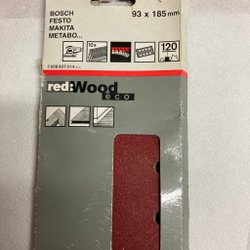 BOSCH
FESTO
MAKITA
METABO...
93 x 185 mm
10x
120
red:Wood
eco